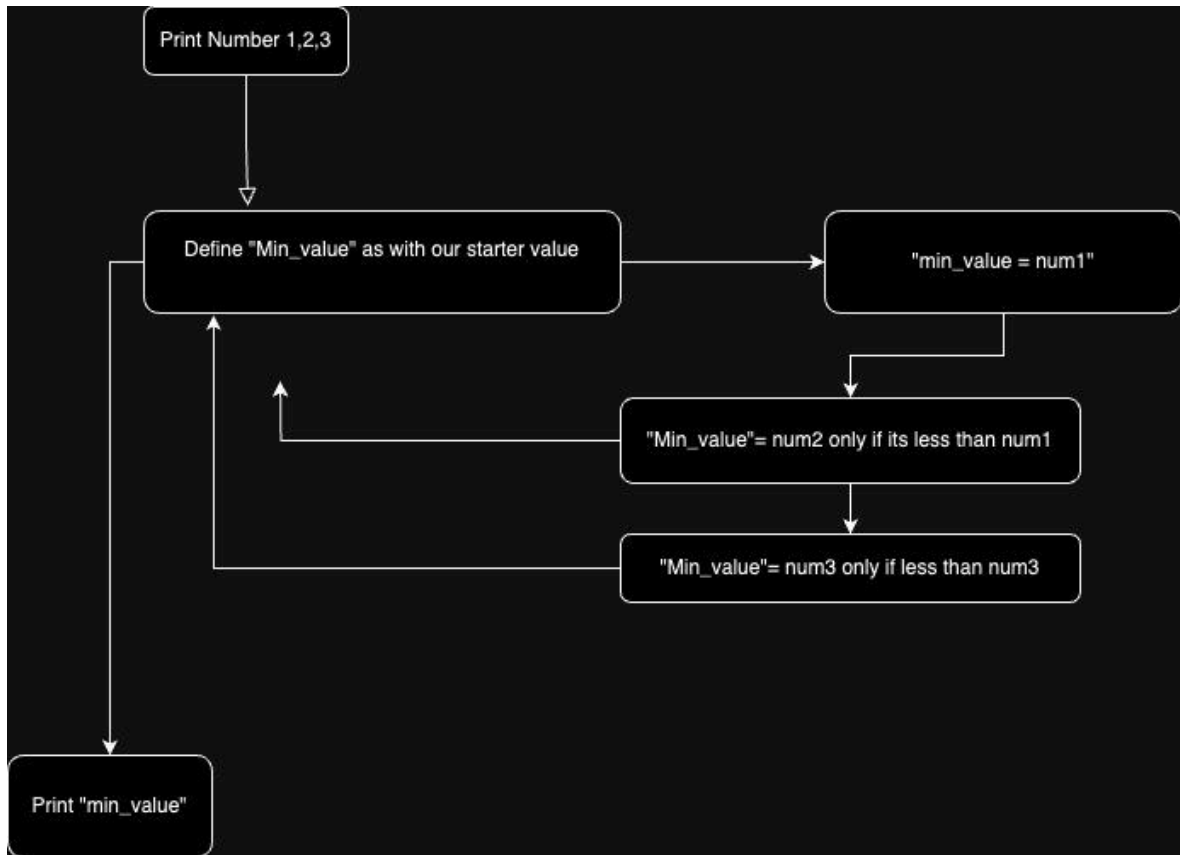 Print Number 1,2,3
Define "Min_value" as with our starter value
"min_value = num1"
"Min_value"= num2 only if its less than num1
"Min_value"= num3 only if less than num3
Print "min_value"